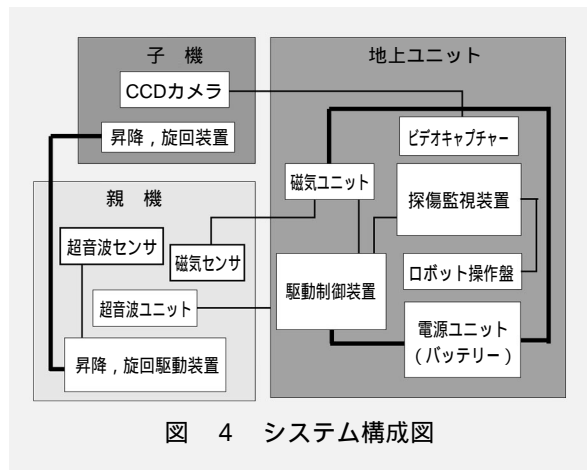 子 機
CCDカメラ
昇降，旋回装置
親 機
超音波センサ
磁気センサ
超音波ユニット
昇降，旋回駆動装置
地上ユニット
ビデオキャプチャー
磁気ユニット
探傷監視装置
駆動制御装置
ロボット操作盤
電源ユニット
（バッテリー）
図 4 システム構成図